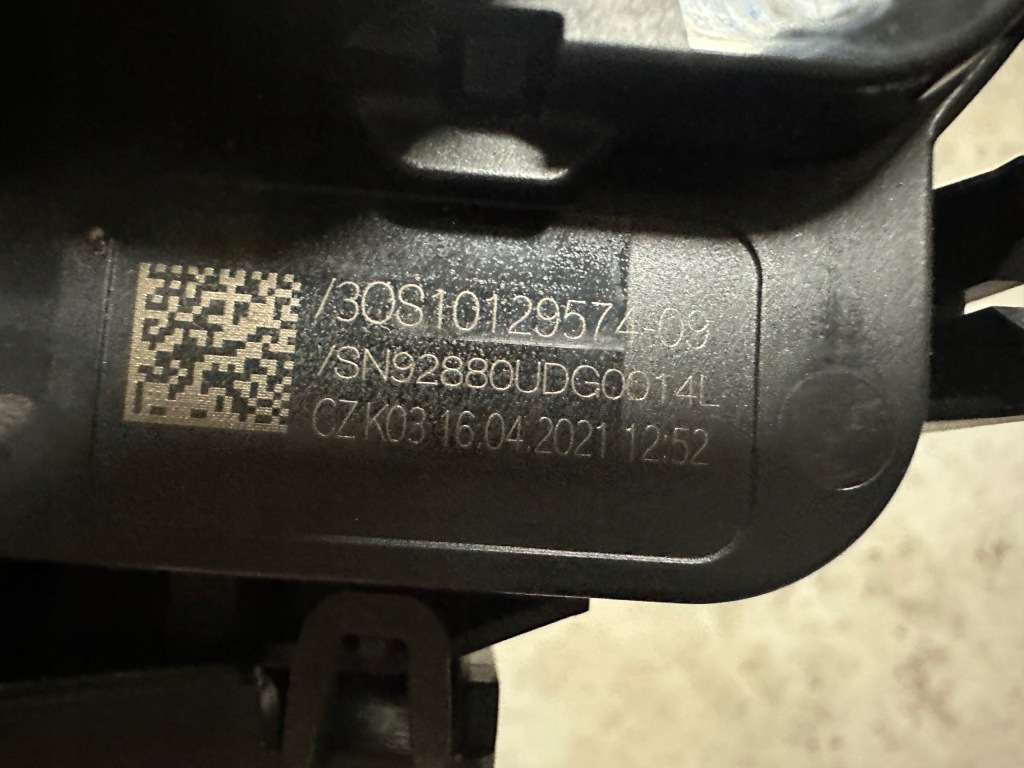 /3QS10129574-09
/SN92880UDG0014L
CZ K03 16.04.2021 12:52